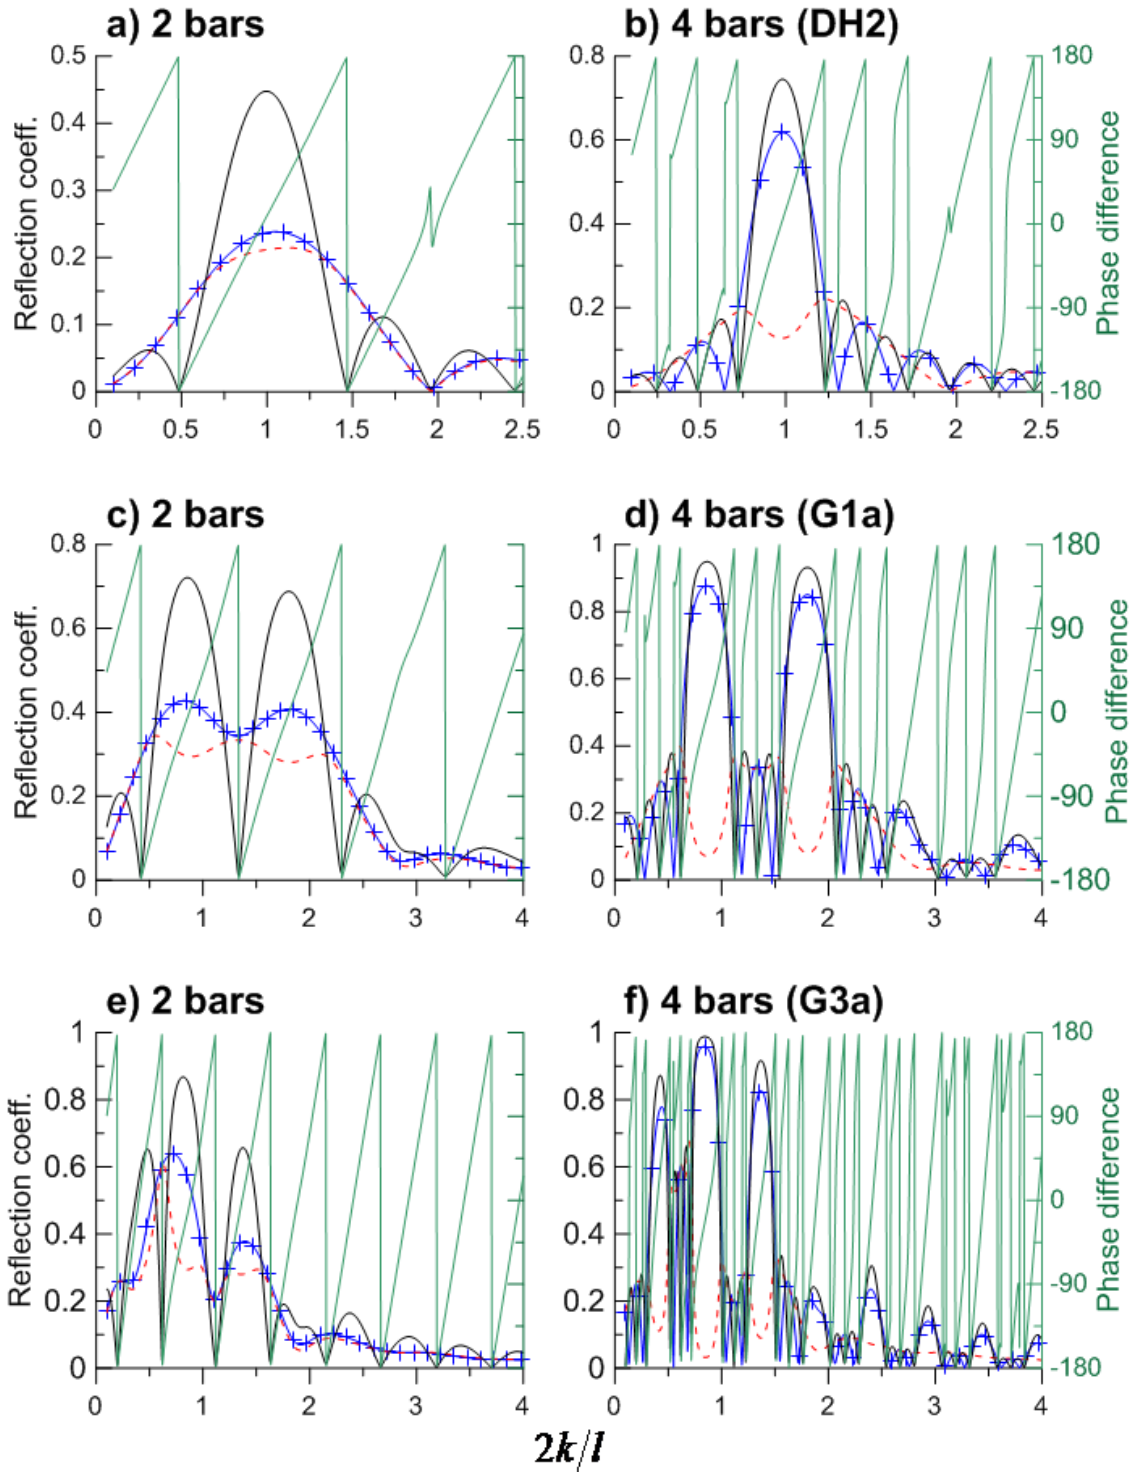 a) 2 bars
b) 4 bars (DH2)
0.5
0.4
0.3
0.2
0.1
0
Reflection coeff.
0 0.5 1 1.5 2 2.5
0.8
0.6
0.4
0.2
0
0 0.5 1 1.5 2 2.5
180
90
0
-90
-180
Phase difference
c) 2 bars
d) 4 bars (G1a)
0.8
0.6
0.4
0.2
0
Reflection coeff.
0 1 2 3 4
1
0.8
0.6
0.4
0.2
0
0 1 2 3 4
180
90
0
-90
-180
Phase difference
e) 2 bars
f) 4 bars (G3a)
1
0.8
0.6
0.4
0.2
0
Reflection coeff.
0 1 2 3 4
1
0.8
0.6
0.4
0.2
0
0 1 2 3 4
180
90
0
-90
-180
Phase difference
2k/l